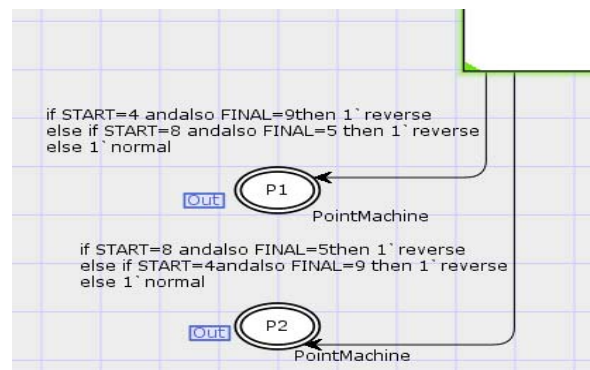 if START=4 andalso FINAL=9then 1`reverse
else if START=8 andalso FINAL=5 then 1`reverse
else 1`normal
P1
Out
PointMachine
if START=8 andalso FINAL=5then 1`reverse
else if START=4andalso FINAL=9 then 1`reverse
else 1`normal
P2
Out
PointMachine